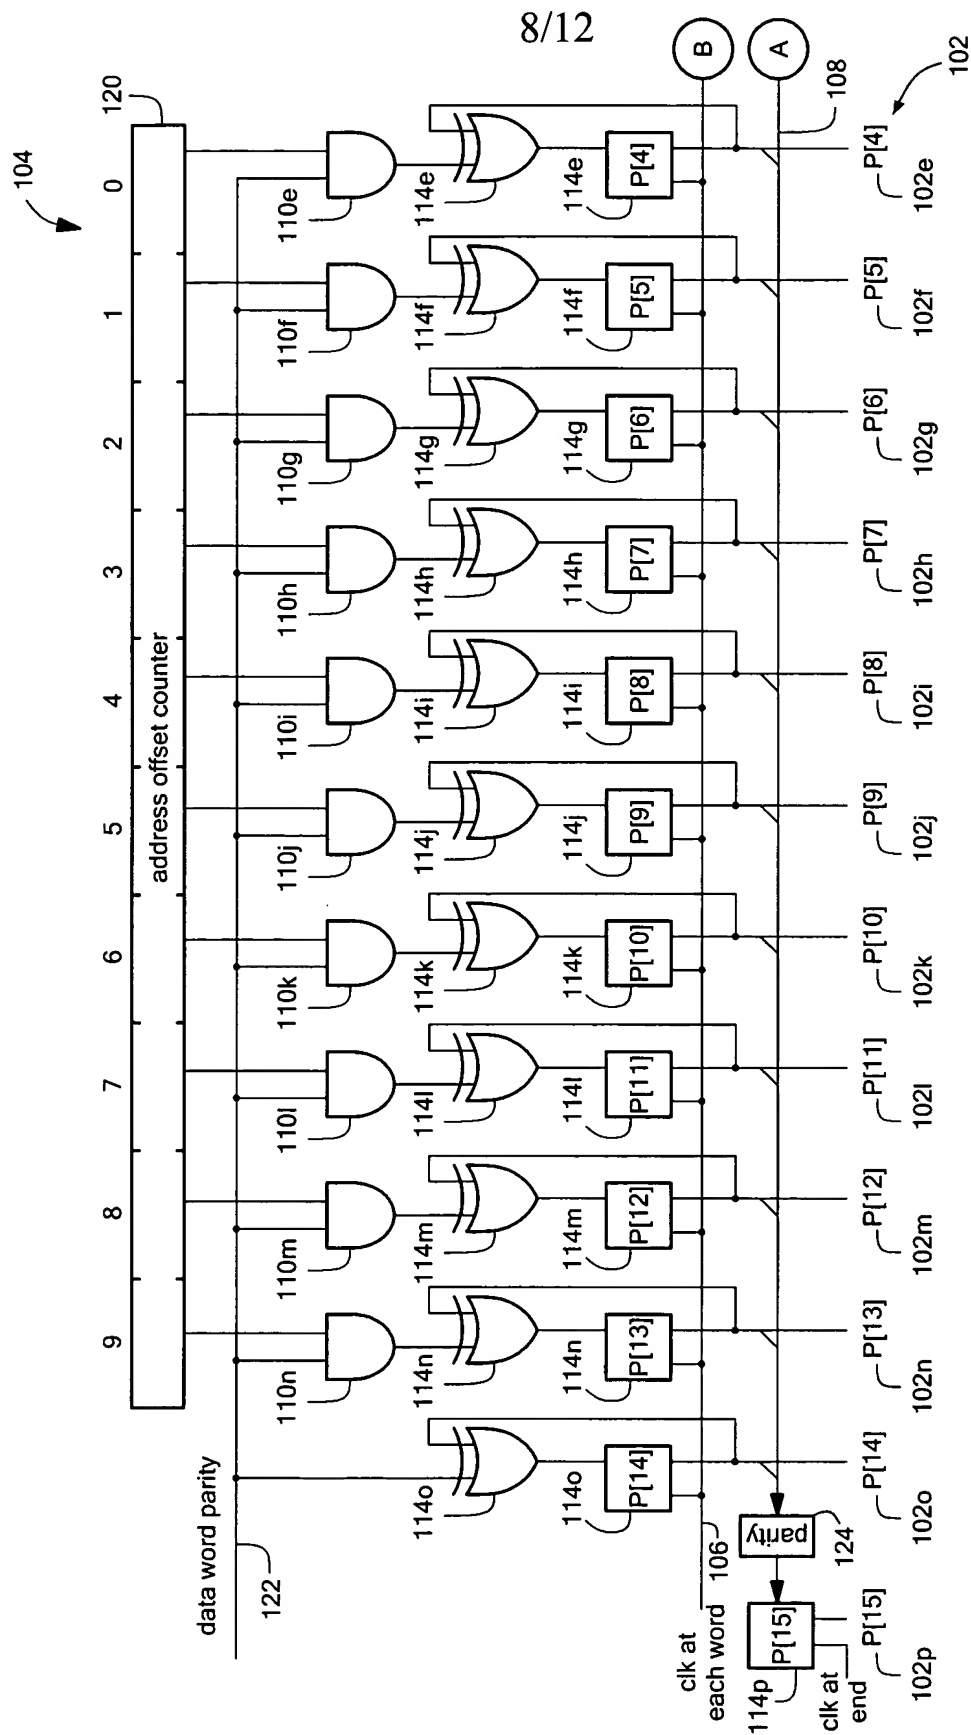 8/12
104
120
9 8 7 6 5 4 3 2 1 0
address offset counter
data word parity
122
110n 110m 110l 110k 110j 110i 110h 110g 110f 110e
114o 114n 114m 114l 114k 114j 114i 114h 114g 114f 114e
114o 114n 114m 114l 114k 114j 114i 114h 114g 114f 114e
P[14] P[13] P[12] P[11] P[10] P[9] P[8] P[7] P[6] P[5] P[4]
clk at
each word
106
B
A
108
parity
124
P[15]
114p
clk at
end
P[15] P[14] P[13] P[12] P[11] P[10] P[9] P[8] P[7] P[6] P[5] P[4]
102p 102o 102n 102m 102l 102k 102j 102i 102h 102g 102f 102e
102